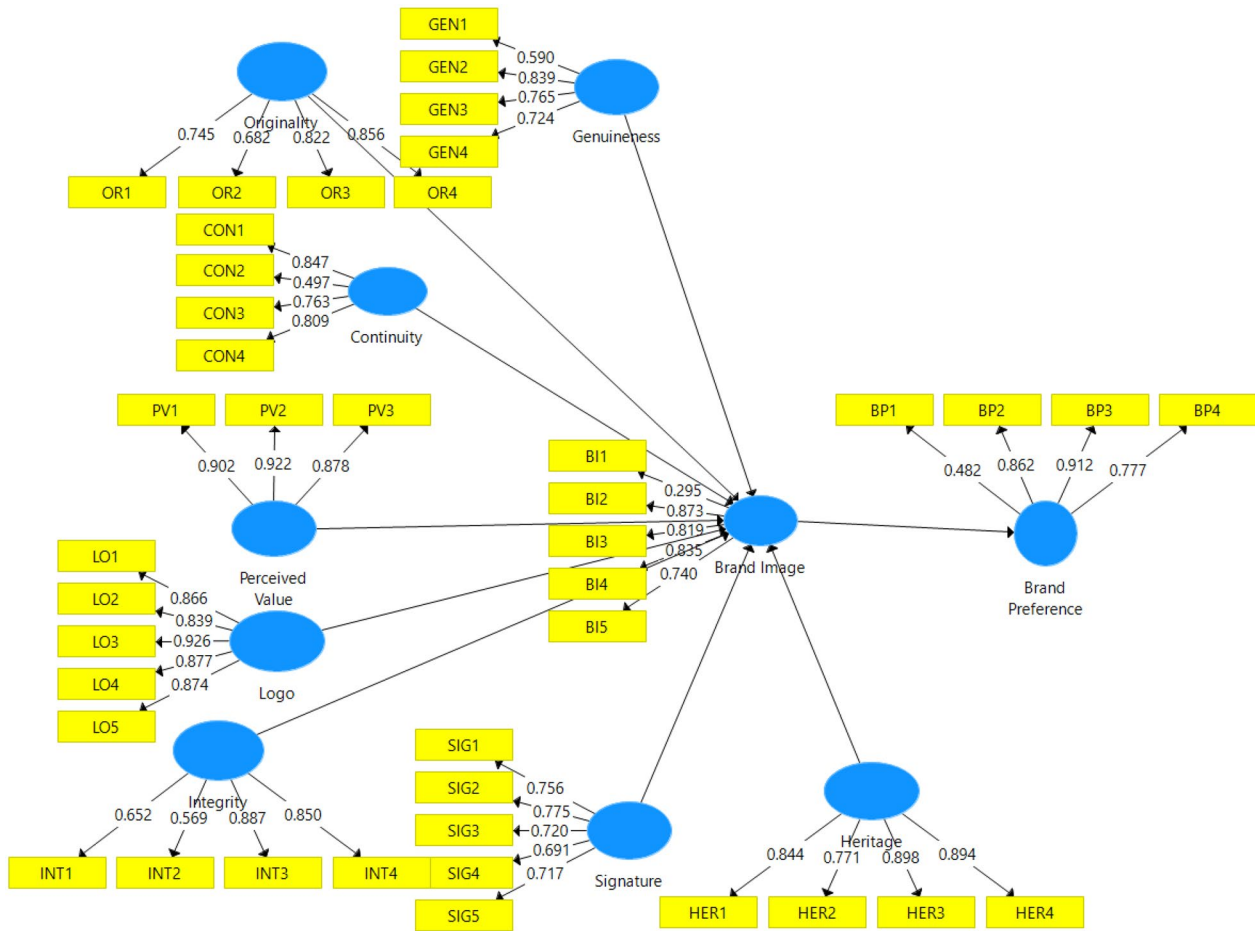 GEN1
0.590
GEN2
0.839
GEN3
0.765
GEN4
0.724
Genuineness
Originality
0.745
0.682
0.822
0.856
OR1
OR2
OR3
OR4
CON1
0.847
CON2
0.497
CON3
0.763
CON4
0.809
Continuity
PV1
PV2
PV3
0.902
0.922
0.878
Perceived
Value
BP1
BP2
BP3
BP4
0.482
0.862
0.912
0.777
Brand
Preference
BI1
0.295
BI2
0.873
BI3
0.819
BI4
0.835
BI5
0.740
Brand Image
LO1
0.866
LO2
0.839
LO3
0.926
LO4
0.877
LO5
0.874
Logo
Integrity
0.652
0.569
0.887
0.850
INT1
INT2
INT3
INT4
SIG1
0.756
SIG2
0.775
SIG3
0.720
SIG4
0.691
SIG5
0.717
Signature
Heritage
0.844
0.771
0.898
0.894
HER1
HER2
HER3
HER4